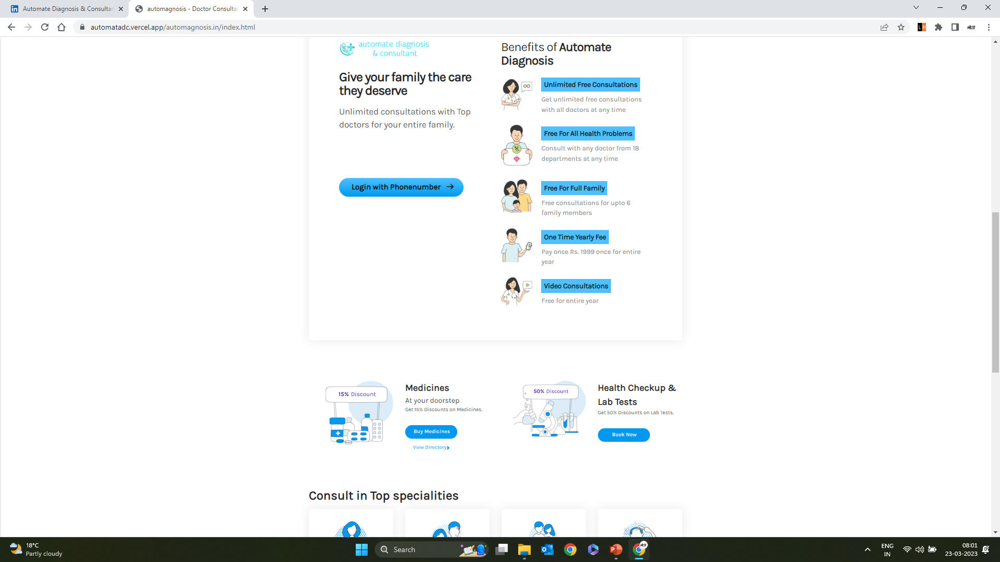 Automate Diagnosis & Consultan
automagnosis - Doctor Consultat
automatadc.vercel.app/automagnosis.in/index.html
automate diagnosis
& consultant
Give your family the care
they deserve
Unlimited consultations with Top
doctors for your entire family.
Login with Phonenumber
Benefits of Automate
Diagnosis
Unlimited Free Consultations
Get unlimited free consultations
with all doctors at any time
Free For All Health Problems
Consult with any doctor from 18
departments at any time
Free For Full Family
Free consultations for upto 6
family members
One Time Yearly Fee
Pay once Rs. 1999 once for entire
year
Video Consultations
Free for entire year
15% Discount
Medicines
At your doorstep
Get 15% Discounts on Medicines.
Buy Medicines
View Directory
50% Discount
Health Checkup &
Lab Tests
Get 50% Discounts on Lab Tests.
Book Now
Consult in Top specialities
18°C
Partly cloudy
Search
ENG
IN
08:01
23-03-2023